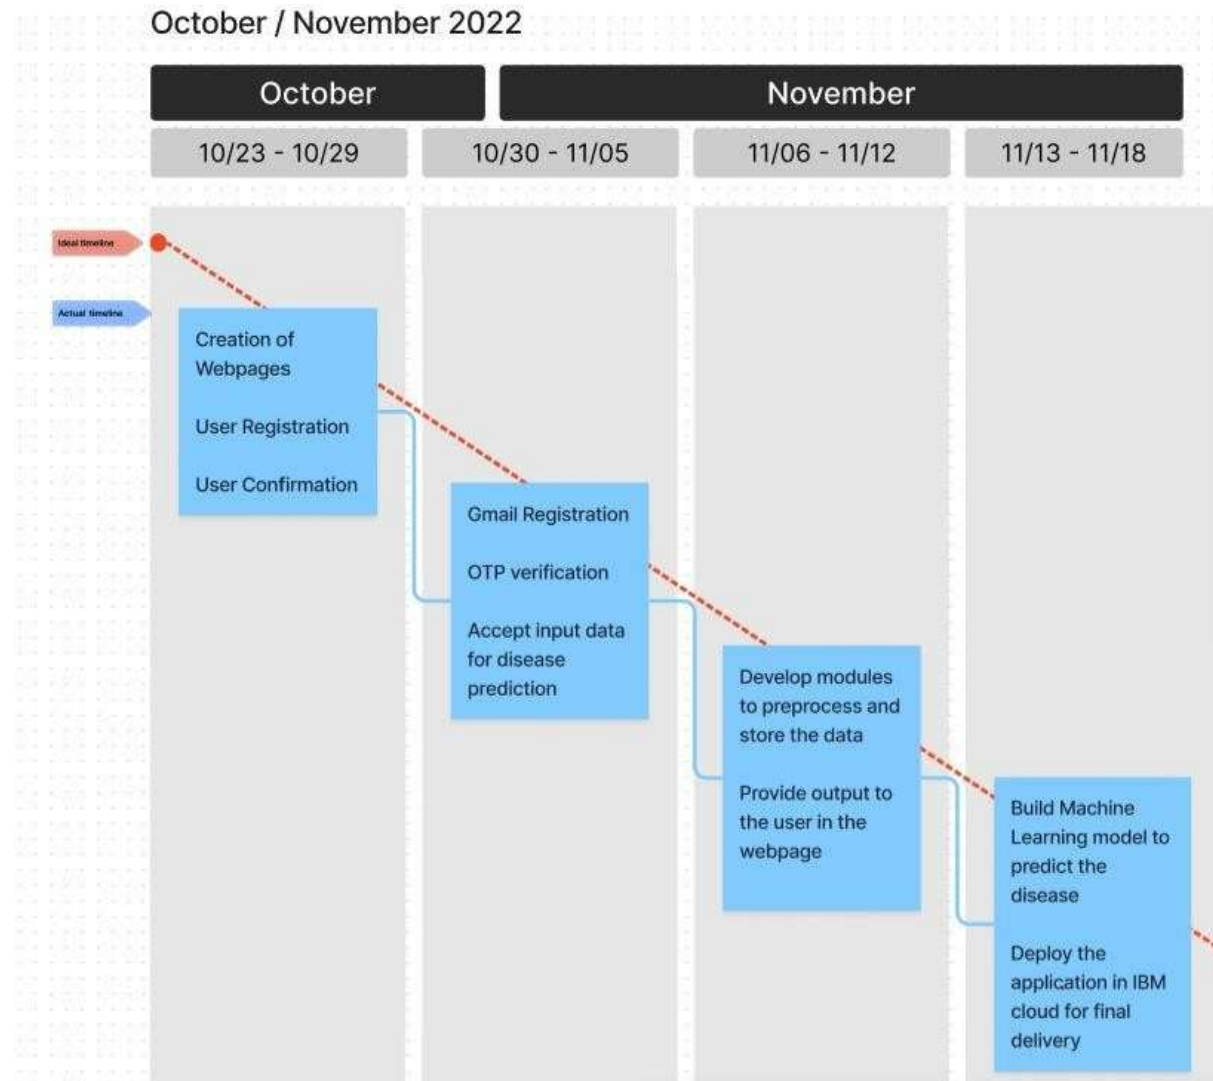 October / November 2022
October
November
10/23 - 10/29
10/30 - 11/05
11/06 - 11/12
11/13 - 11/18
Ideal timeline
Actual timeline
Creation of
Webpages
User Registration
User Confirmation
Gmail Registration
OTP verification
Accept input data
for disease
prediction
Develop modules
to preprocess and
store the data
Provide output to
the user in the
webpage
Build Machine
Learning model to
predict the
disease
Deploy the
application in IBM
cloud for final
delivery